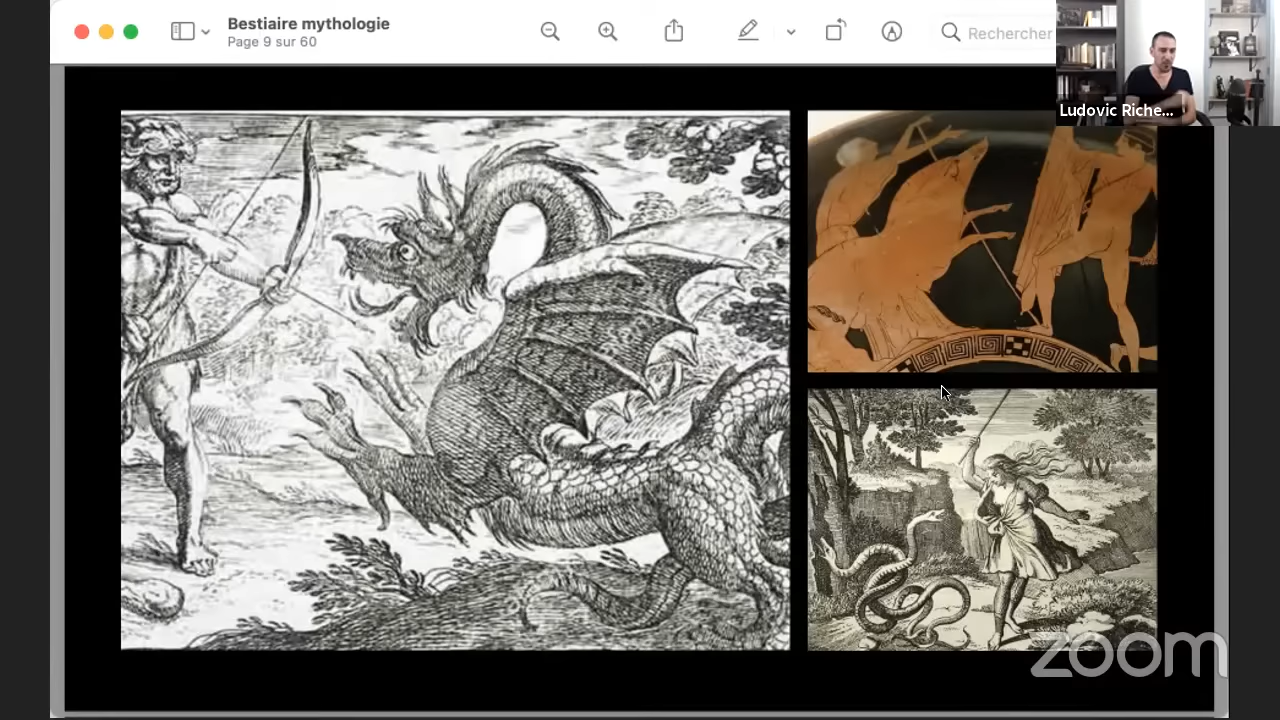 Bestiaire mythologie
Page 9 sur 60
Rechercher
Ludovic Riche...
zoom